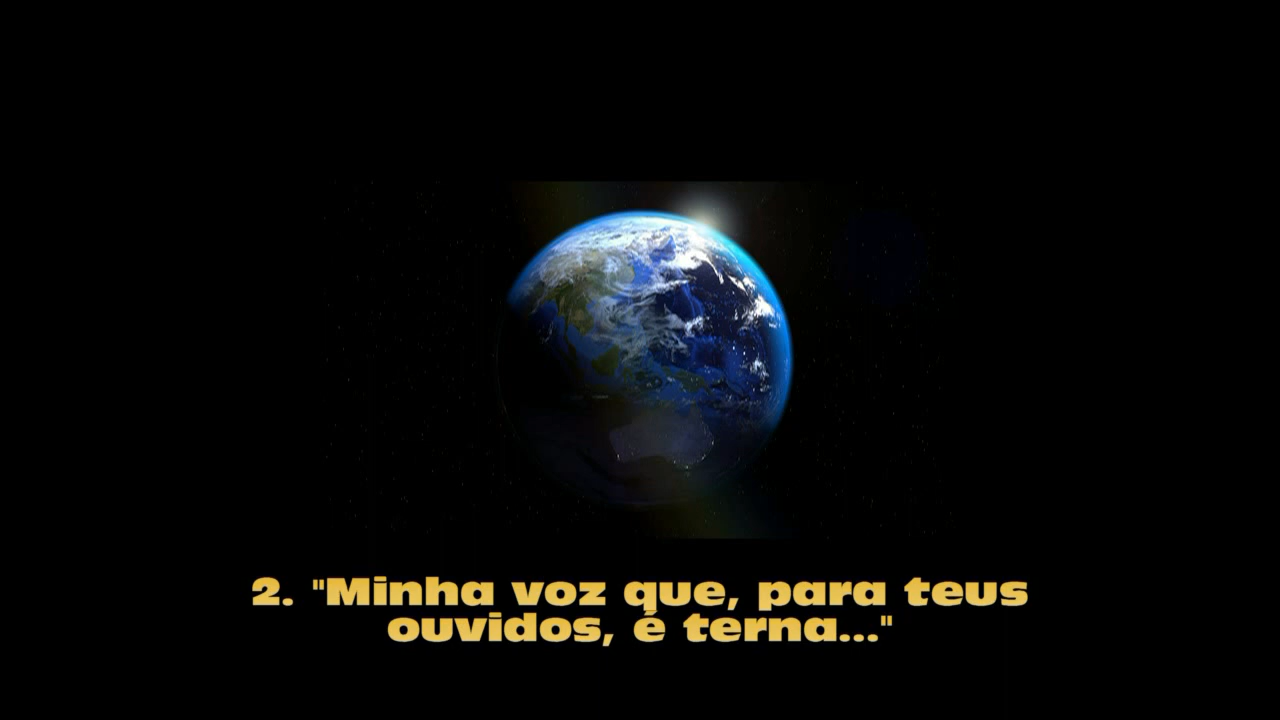 2. "Minha voz que, para teus
ouvidos, é terna..."